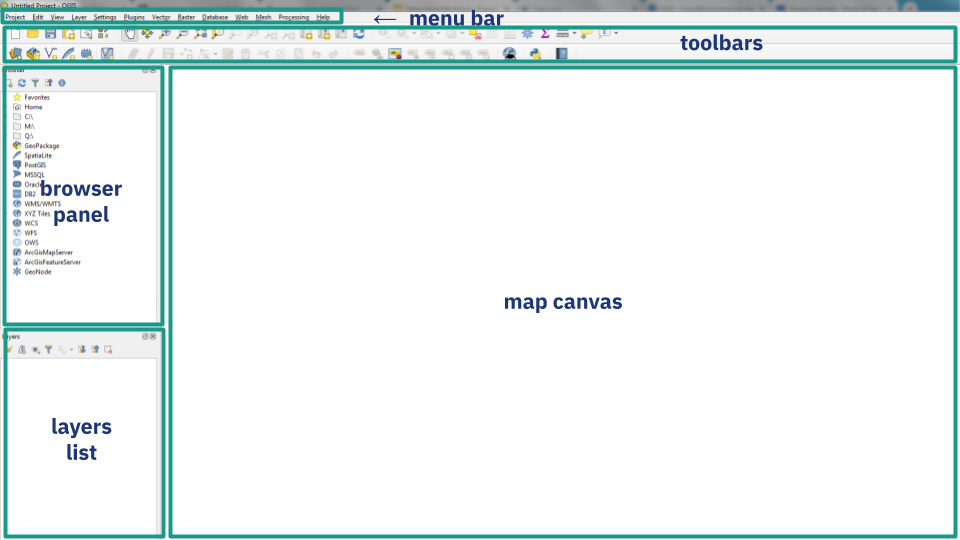 Untitled Project - QGIS
Project Edit View Layer Settings Plugins Vector Raster Database Web Mesh Processing Help
← menu bar
toolbars
Browser
Favorites
Home
C:\
M:\
Q:\
GeoPackage
SpatiaLite
PostGIS
MSSQL
Oracle
DB2
browser
panel
WMS/WMTS
XYZ Tiles
WCS
WFS
OWS
ArcGisMapServer
ArcGisFeatureServer
GeoNode
map canvas
Layers
layers
list